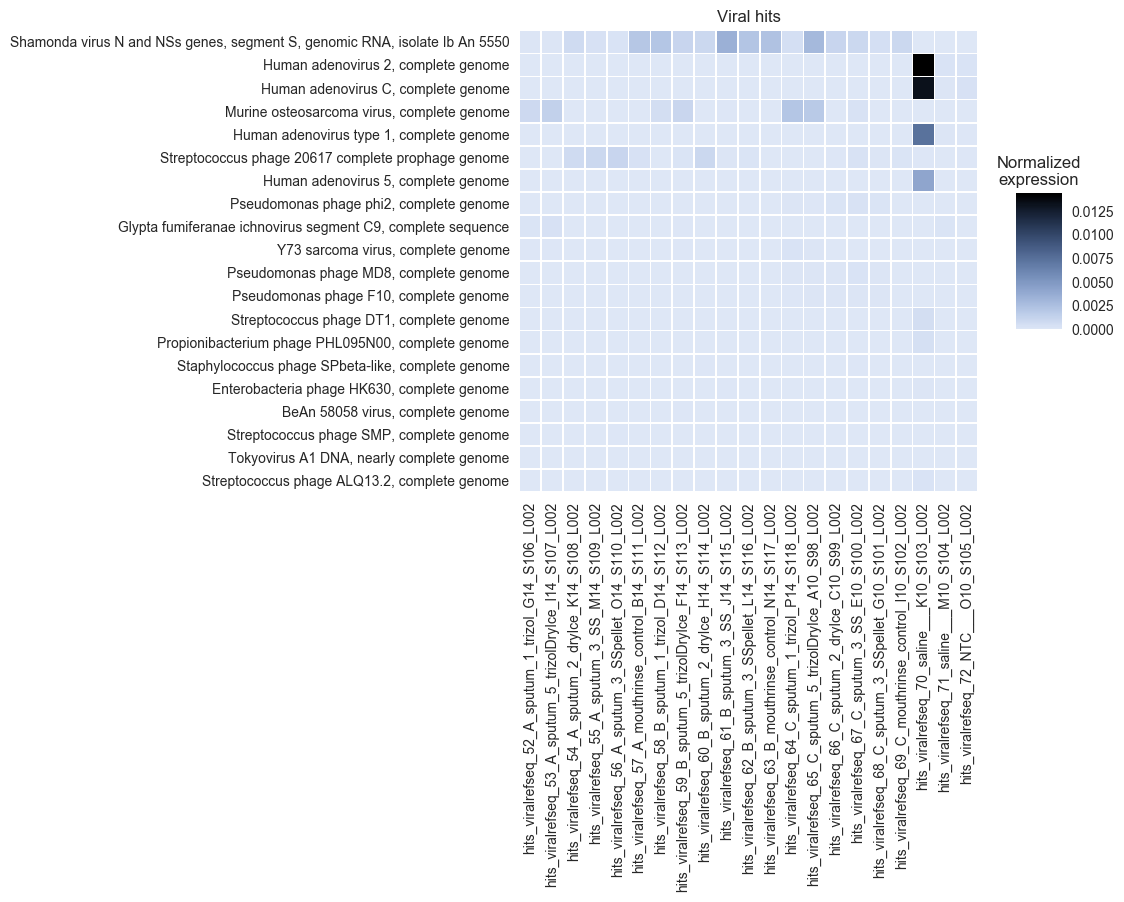 Viral hits
Shamonda virus N and NSs genes, segment S, genomic RNA, isolate Ib An 5550
Human adenovirus 2, complete genome
Human adenovirus C, complete genome
Murine osteosarcoma virus, complete genome
Human adenovirus type 1, complete genome
Streptococcus phage 20617 complete prophage genome
Human adenovirus 5, complete genome
Pseudomonas phage phi2, complete genome
Glypta fumiferanae ichnovirus segment C9, complete sequence
Y73 sarcoma virus, complete genome
Pseudomonas phage MD8, complete genome
Pseudomonas phage F10, complete genome
Streptococcus phage DT1, complete genome
Propionibacterium phage PHL095N00, complete genome
Staphylococcus phage SPbeta-like, complete genome
Enterobacteria phage HK630, complete genome
BeAn 58058 virus, complete genome
Streptococcus phage SMP, complete genome
Tokyovirus A1 DNA, nearly complete genome
Streptococcus phage ALQ13.2, complete genome
Normalized
expression
0.0125
0.0100
0.0075
0.0050
0.0025
0.0000
hits_viralrefseq_52_A_sputum_1_trizol_G14_S106_L002
hits_viralrefseq_53_A_sputum_5_trizolDryIce_I14_S107_L002
hits_viralrefseq_54_A_sputum_2_dryIce_K14_S108_L002
hits_viralrefseq_55_A_sputum_3_SS_M14_S109_L002
hits_viralrefseq_56_A_sputum_3_SSpellet_O14_S110_L002
hits_viralrefseq_57_A_mouthrinse_control_B14_S111_L002
hits_viralrefseq_58_B_sputum_1_trizol_D14_S112_L002
hits_viralrefseq_59_B_sputum_5_trizolDryIce_F14_S113_L002
hits_viralrefseq_60_B_sputum_2_dryIce_H14_S114_L002
hits_viralrefseq_61_B_sputum_3_SS_J14_S115_L002
hits_viralrefseq_62_B_sputum_3_SSpellet_L14_S116_L002
hits_viralrefseq_63_B_mouthrinse_control_N14_S117_L002
hits_viralrefseq_64_C_sputum_1_trizol_P14_S118_L002
hits_viralrefseq_65_C_sputum_5_trizolDryIce_A10_S98_L002
hits_viralrefseq_66_C_sputum_2_dryIce_C10_S99_L002
hits_viralrefseq_67_C_sputum_3_SS_E10_S100_L002
hits_viralrefseq_68_C_sputum_3_SSpellet_G10_S101_L002
hits_viralrefseq_69_C_mouthrinse_control_I10_S102_L002
hits_viralrefseq_70_saline___K10_S103_L002
hits_viralrefseq_71_saline___M10_S104_L002
hits_viralrefseq_72_NTC___O10_S105_L002